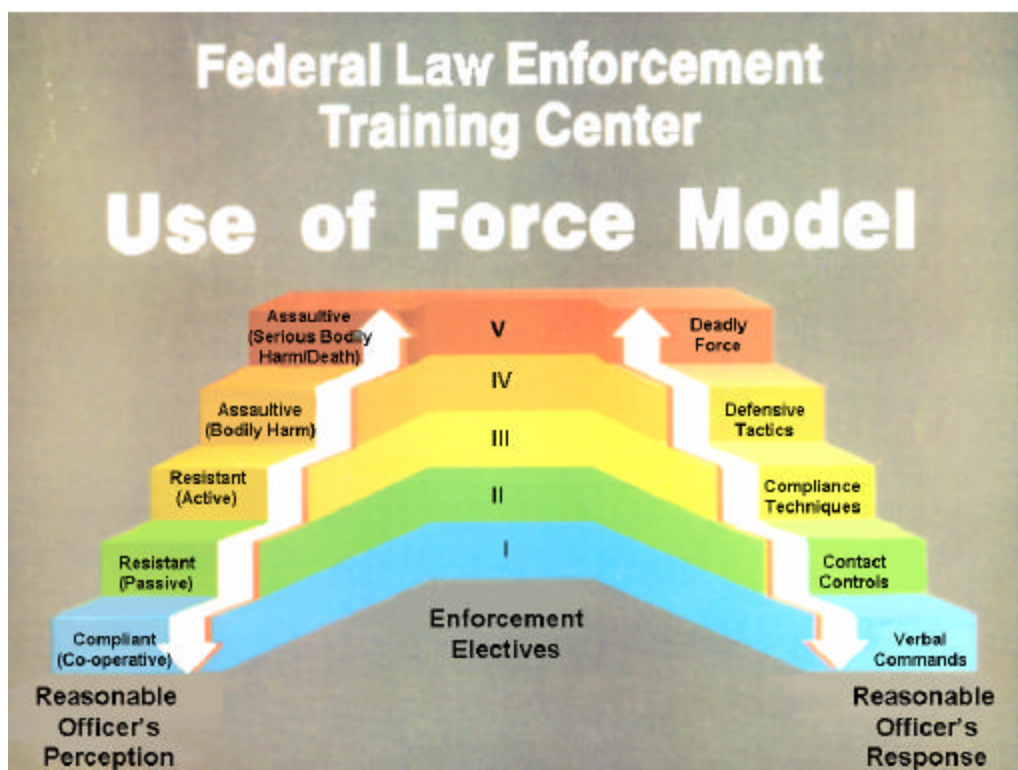 Federal Law Enforcement
Training Center
Use of Force Model
Assaultive
(Serious Bodily
Harm/Death)
V
Deadly
Force
Assaultive
(Bodily Harm)
IV
Defensive
Tactics
Resistant
(Active)
III
Compliance
Techniques
Resistant
(Passive)
II
Contact
Controls
Compliant
(Co-operative)
I
Verbal
Commands
Enforcement
Electives
Reasonable
Officer's
Perception
Reasonable
Officer's
Response